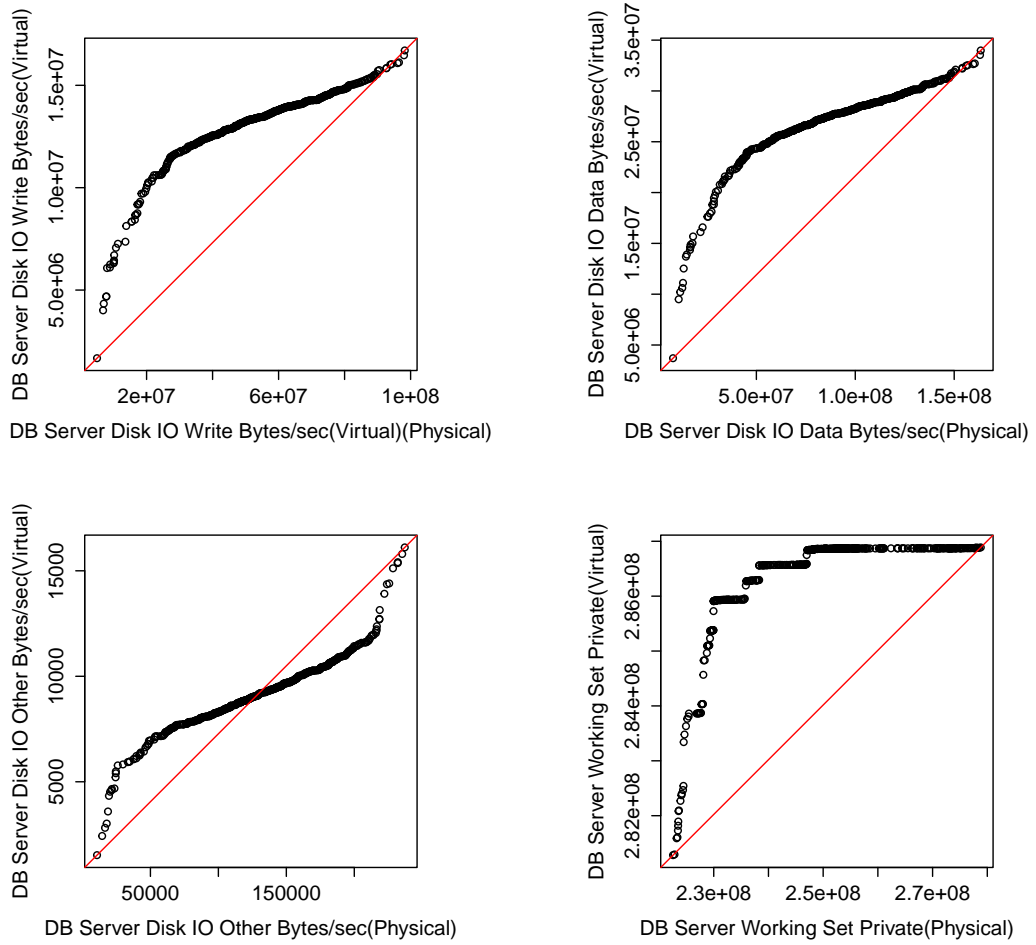 DB Server Disk IO Write Bytes/sec(Virtual)
5.0e+06 1.0e+07 1.5e+07
2e+07 6e+07 1e+08
DB Server Disk IO Write Bytes/sec(Virtual)(Physical)
DB Server Disk IO Data Bytes/sec(Virtual)
5.0e+06 1.5e+07 2.5e+07 3.5e+07
5.0e+07 1.0e+08 1.5e+08
DB Server Disk IO Data Bytes/sec(Physical)
DB Server Disk IO Other Bytes/sec(Virtual)
5000 10000 15000
50000 150000
DB Server Disk IO Other Bytes/sec(Physical)
DB Server Working Set Private(Virtual)
2.82e+08 2.84e+08 2.86e+08
2.3e+08 2.5e+08 2.7e+08
DB Server Working Set Private(Physical)